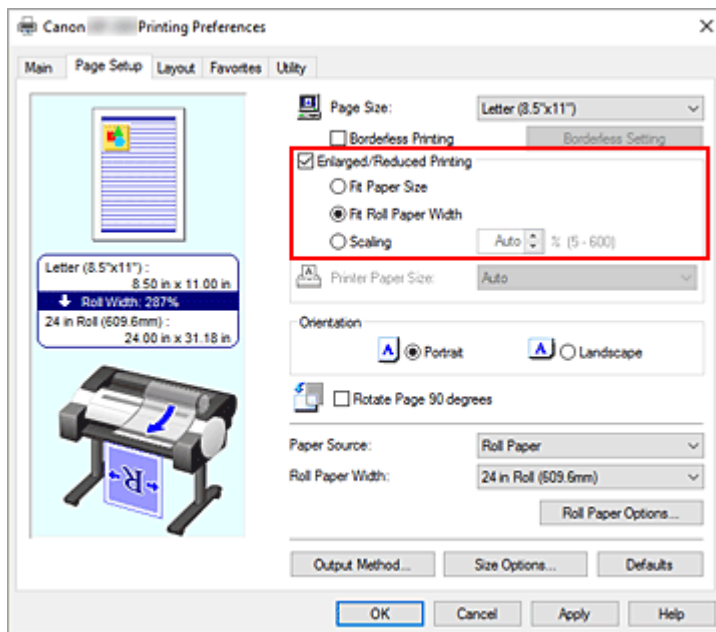 Canon Printing Preferences
Main Page Setup Layout Favorites Utility
Page Size: Letter (8.5"x11")
Borderless Printing Borderless Setting
Enlarged/Reduced Printing
Fit Paper Size
Fit Roll Paper Width
Scaling Auto % (5 - 600)
Printer Paper Size: Auto
Letter (8.5"x11") :
8.50 in x 11.00 in
Roll Width: 287%
24 in Roll (609.6mm) :
24.00 in x 31.18 in
Orientation
A Portrait A Landscape
Rotate Page 90 degrees
Paper Source: Roll Paper
Roll Paper Width: 24 in Roll (609.6mm)
Roll Paper Options...
R
Output Method... Size Options... Defaults
OK Cancel Apply Help